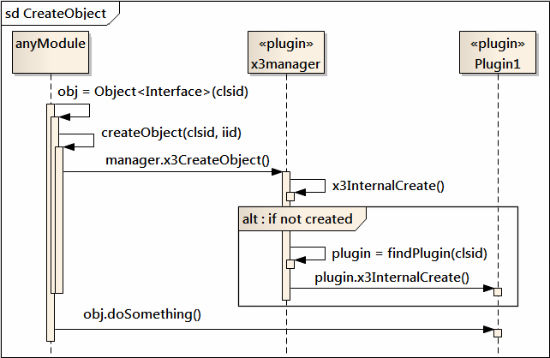 sd CreateObject
anyModule
«plugin»
x3manager
«plugin»
Plugin1
obj = Object<Interface>(clsid)
createObject(clsid, iid)
manager.x3CreateObject()
x3InternalCreate()
alt : if not created
plugin = findPlugin(clsid)
plugin.x3InternalCreate()
obj.doSomething()